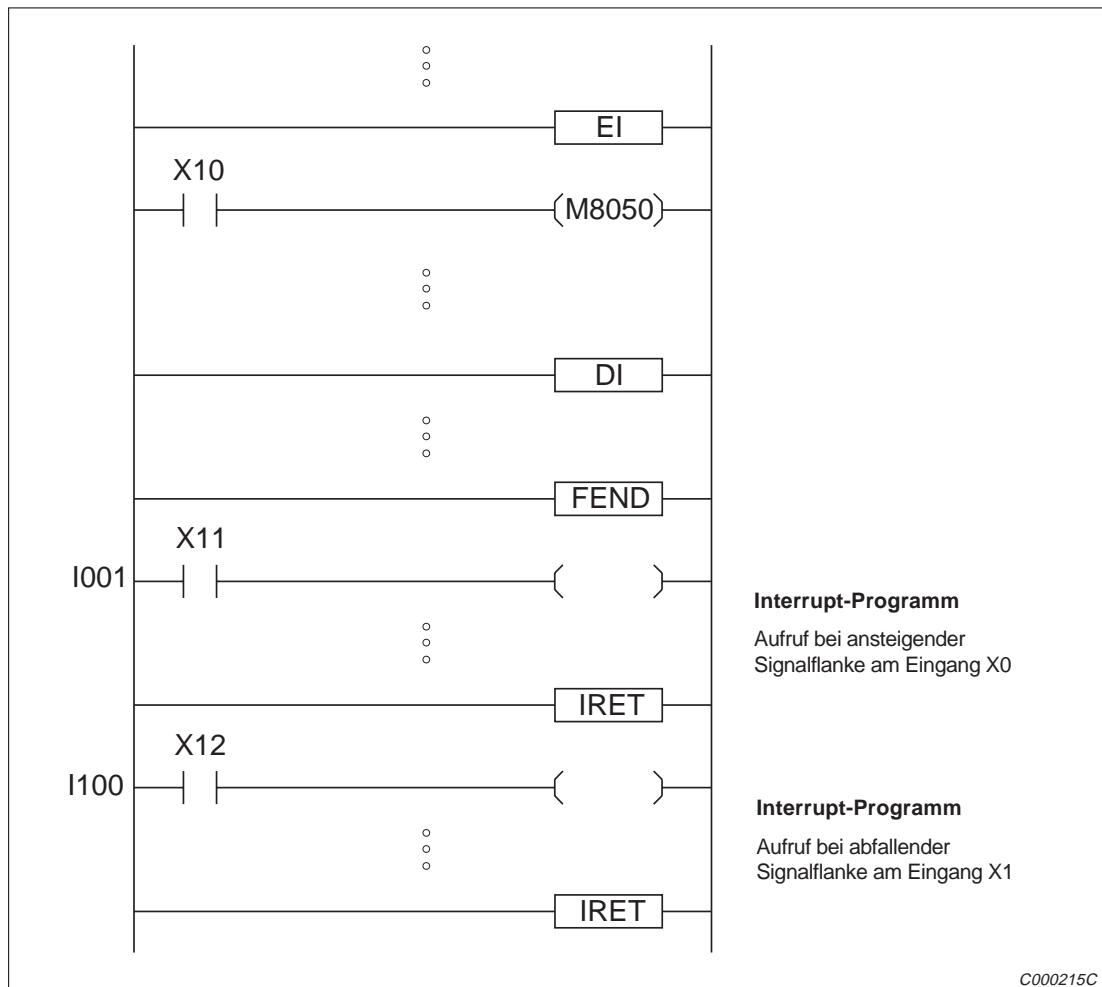 EI
X10
M8050
DI
FEND
X11
I001
Interrupt-Programm
Aufruf bei ansteigender
Signalflanke am Eingang X0
IRET
X12
I100
Interrupt-Programm
Aufruf bei abfallender
Signalflanke am Eingang X1
IRET
C000215C